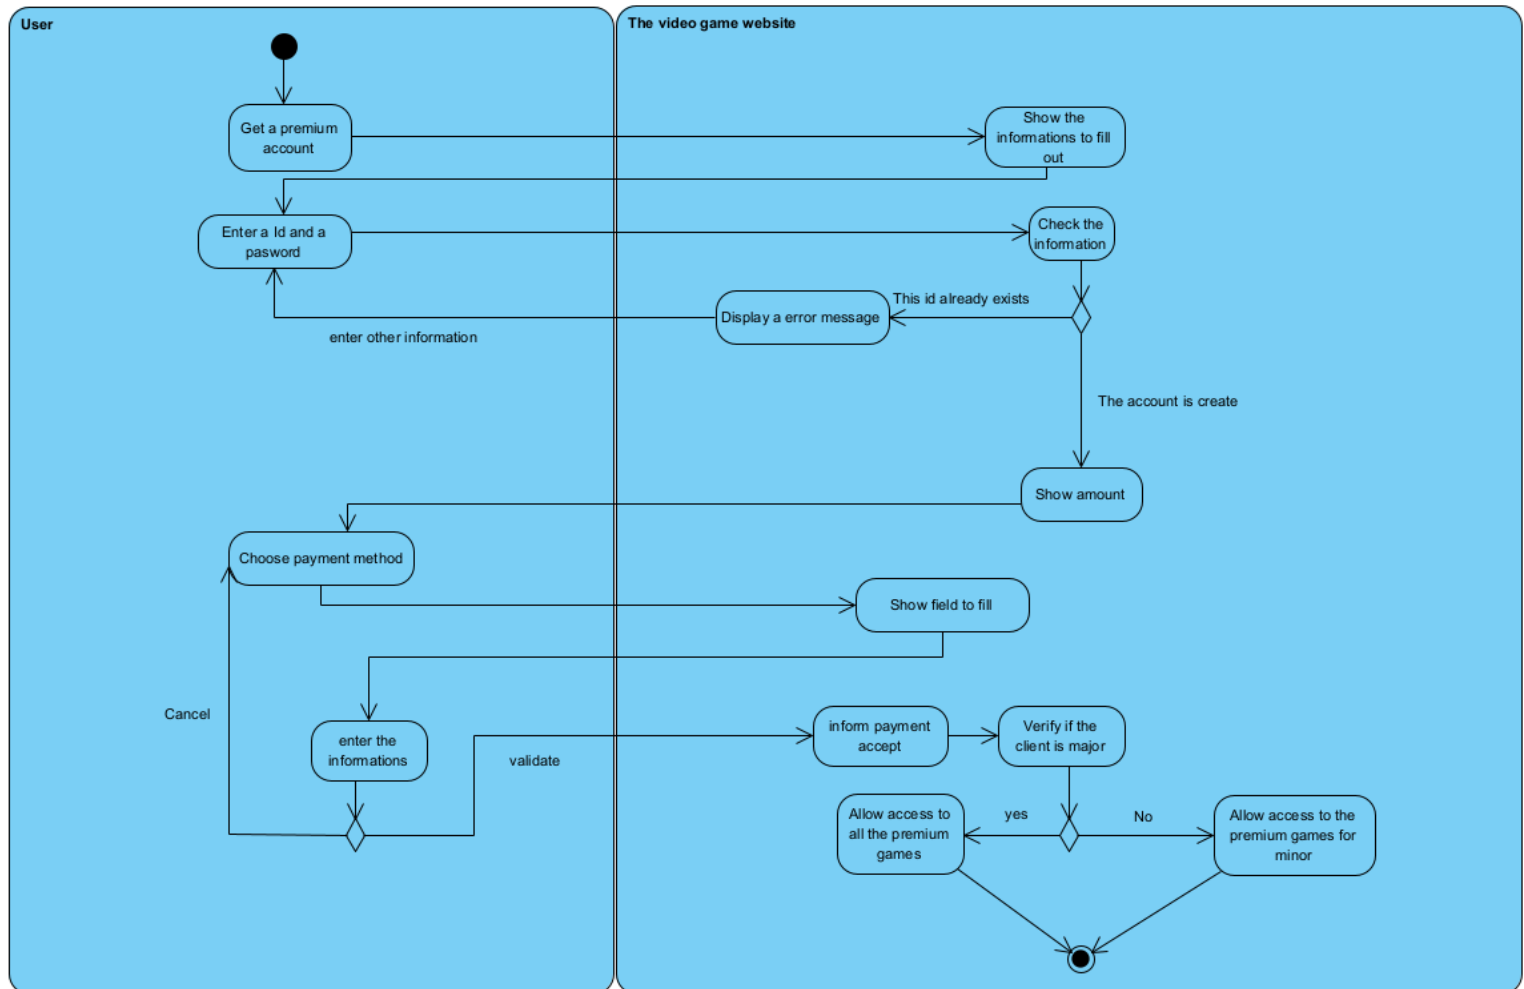 User
The video game website
Get a premium
account
Show the
informations to fill
out
Enter a Id and a
pasword
Check the
information
This id already exists
Display a error message
enter other information
The account is create
Show amount
Choose payment method
Show field to fill
Cancel
enter the
informations
validate
inform payment
accept
Verify if the
client is major
Allow access to
all the premium
games
yes
No
Allow access to the
premium games for
minor